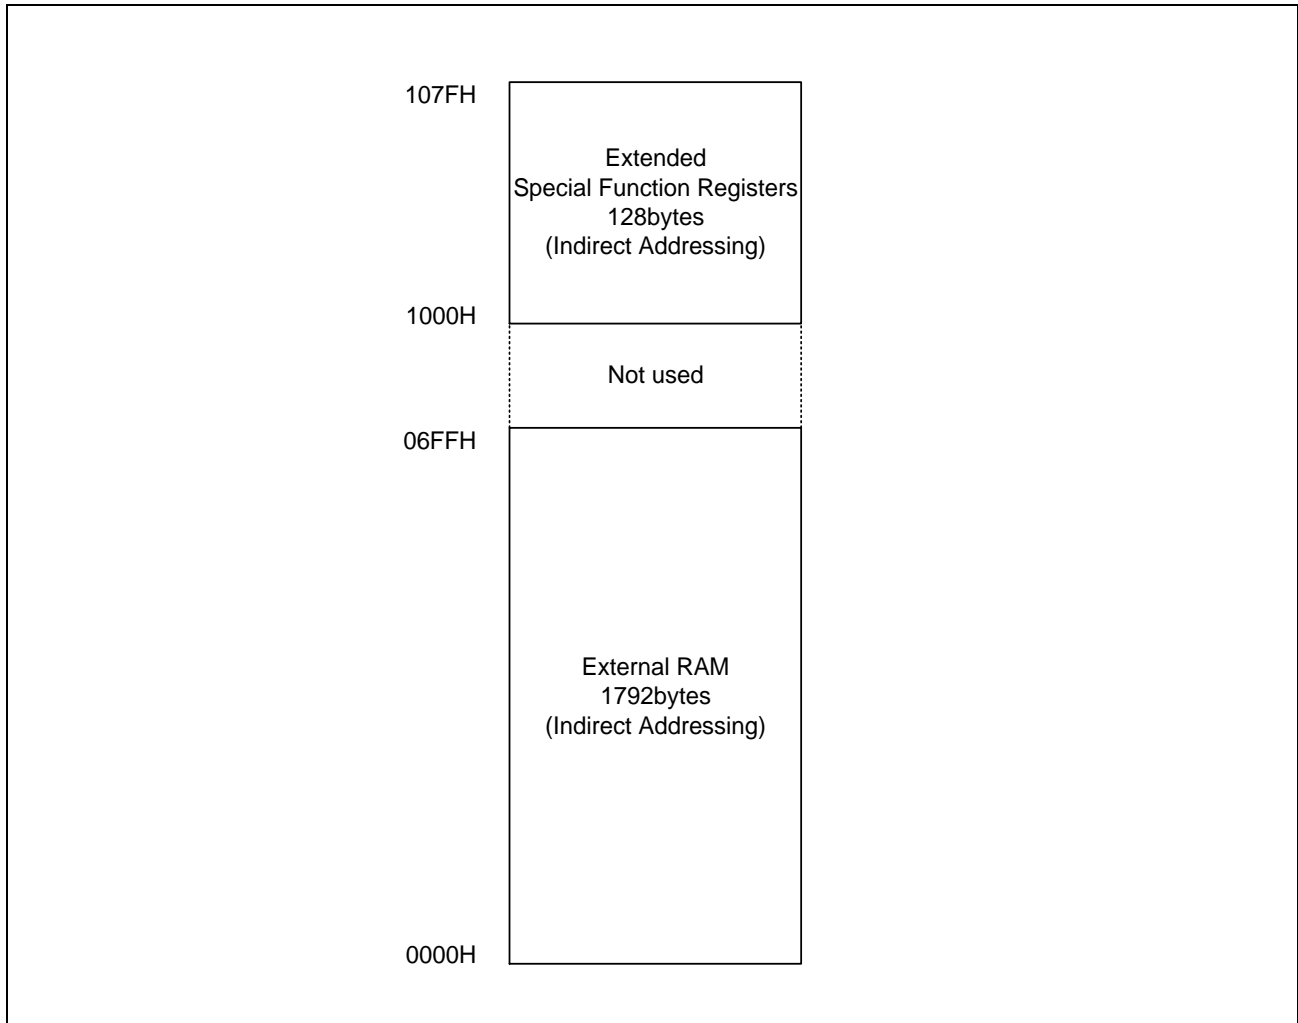 107FH
Extended
Special Function Registers
128bytes
(Indirect Addressing)
1000H
Not used
06FFH
External RAM
1792bytes
(Indirect Addressing)
0000H